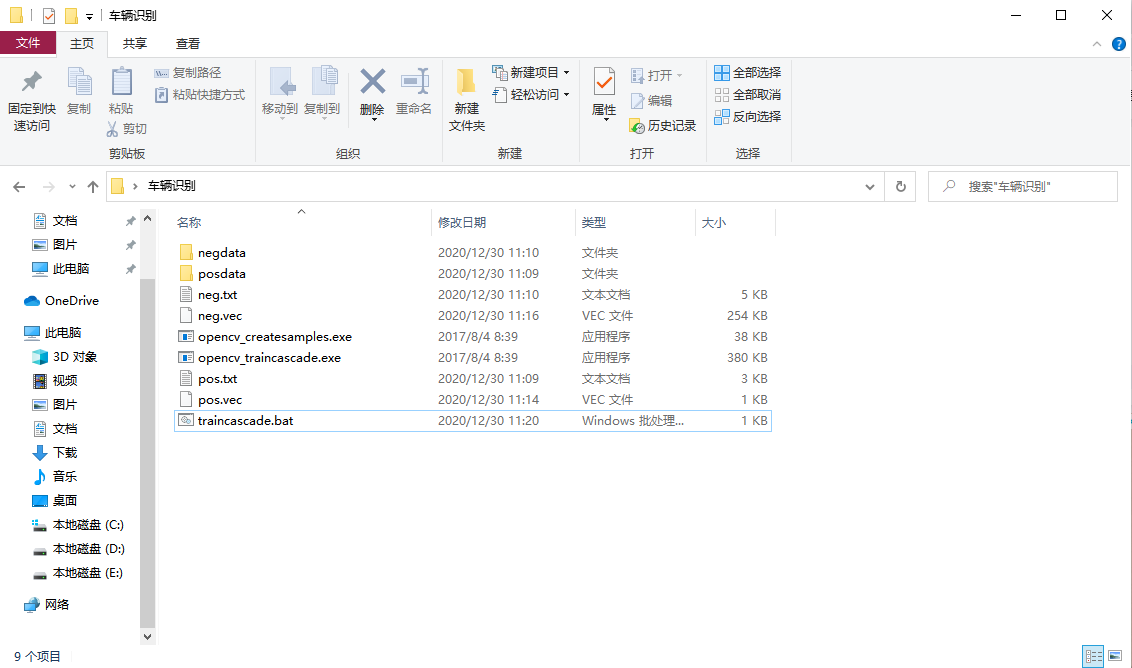 车辆识别
文件 主页 共享 查看
固定到快速访问
复制
粘贴
复制路径
粘贴快捷方式
剪切
剪贴板
移动到
复制到
删除
重命名
组织
新建
文件夹
新建项目
轻松访问
新建
属性
打开
编辑
历史记录
打开
全部选择
全部取消
反向选择
选择
车辆识别
搜索"车辆识别"
文档
图片
此电脑
OneDrive
此电脑
3D 对象
视频
图片
文档
下载
音乐
桌面
本地磁盘 (C:)
本地磁盘 (D:)
本地磁盘 (E:)
网络
名称 修改日期 类型 大小
negdata 2020/12/30 11:10 文件夹
posdata 2020/12/30 11:09 文件夹
neg.txt 2020/12/30 11:10 文本文档 5 KB
neg.vec 2020/12/30 11:16 VEC 文件 254 KB
opencv_createsamples.exe 2017/8/4 8:39 应用程序 38 KB
opencv_traincascade.exe 2017/8/4 8:39 应用程序 380 KB
pos.txt 2020/12/30 11:09 文本文档 3 KB
pos.vec 2020/12/30 11:14 VEC 文件 1 KB
traincascade.bat 2020/12/30 11:20 Windows 批处理... 1 KB
9 个项目